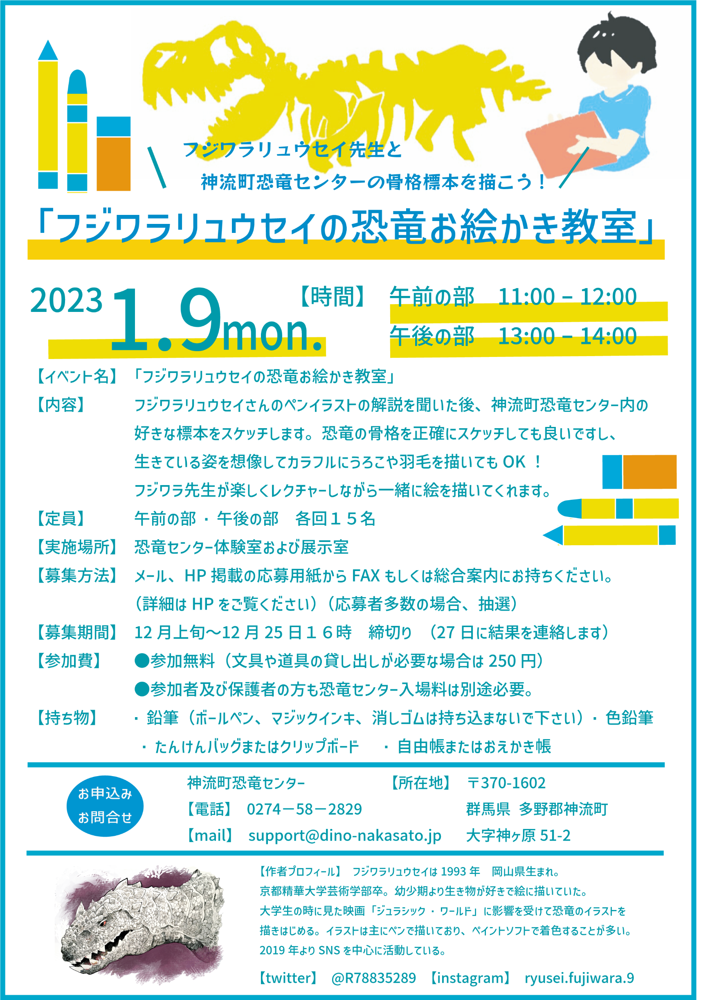 フジワラリュウセイ先生と
神流町恐竜センターの骨格標本を描こう！
「フジワラリュウセイの恐竜お絵かき教室」
2023 1.9mon.
【時間】 午前の部 11:00 – 12:00
午後の部 13:00 – 14:00
【イベント名】 「フジワラリュウセイの恐竜お絵かき教室」
【内容】 フジワラリュウセイさんのペンイラストの解説を聞いた後、神流町恐竜センター内の
好きな標本をスケッチします。恐竜の骨格を正確にスケッチしても良いですし、
生きている姿を想像してカラフルにうろこや羽毛を描いても OK ！
フジワラ先生が楽しくレクチャーしながら一緒に絵を描いてくれます。
【定員】 午前の部・午後の部 各回１５名
【実施場所】 恐竜センター体験室および展示室
【募集方法】 メール、HP 掲載の応募用紙から FAX もしくは総合案内にお持ちください。
（詳細は HP をご覧ください）（応募者多数の場合、抽選）
【募集期間】 12 月上旬～12 月 25 日１６時 締切り （27 日に結果を連絡します）
【参加費】 ●参加無料（文具や道具の貸し出しが必要な場合は 250 円）
●参加者及び保護者の方も恐竜センター入場料は別途必要。
【持ち物】 ・鉛筆（ボールペン、マジックインキ、消しゴムは持ち込まないで下さい）・色鉛筆
・たんけんバッグまたはクリップボード ・自由帳またはおえかき帳
お申込み
お問合せ
神流町恐竜センター
【電話】 0274－58－2829
【mail】 support@dino-nakasato.jp
【所在地】 〒370-1602
群馬県 多野郡神流町
大字神ヶ原 51-2
【作者プロフィール】 フジワラリュウセイは 1993 年 岡山県生まれ。
京都精華大学芸術学部卒。幼少期より生き物が好きで絵に描いていた。
大学生の時に見た映画「ジュラシック・ワールド」に影響を受けて恐竜のイラストを
描きはじめる。イラストは主にペンで描いており、ペイントソフトで着色することが多い。
2019 年より SNS を中心に活動している。
【twitter】 @R78835289 【instagram】 ryusei.fujiwara.9